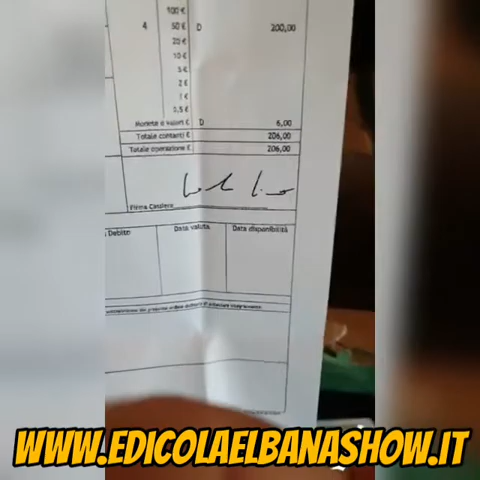 100 €
4 50 € D 200,00
20 €
10 €
5 €
2 €
1 €
0,5 €
Monete e valori € D 6,00
Totale contanti € 206,00
Totale operazione € 206,00
Firma Cassiere
Debito Data valuta Data disponibilità
WWW.EDICOLAELBANASHOW.IT